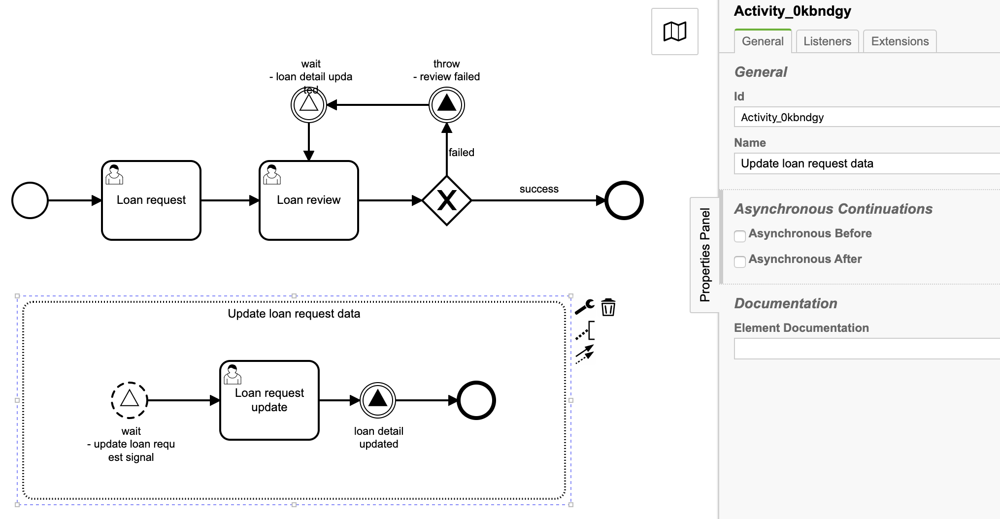 wait
- loan detail upda
ted
throw
- review failed
failed
Loan request
Loan review
X
success
Update loan request data
Loan request
update
wait
- update loan requ
est signal
loan detail
updated
Properties Panel
Activity_0kbndgy
General
Listeners
Extensions
General
Id
Activity_0kbndgy
Name
Update loan request data
Asynchronous Continuations
Asynchronous Before
Asynchronous After
Documentation
Element Documentation